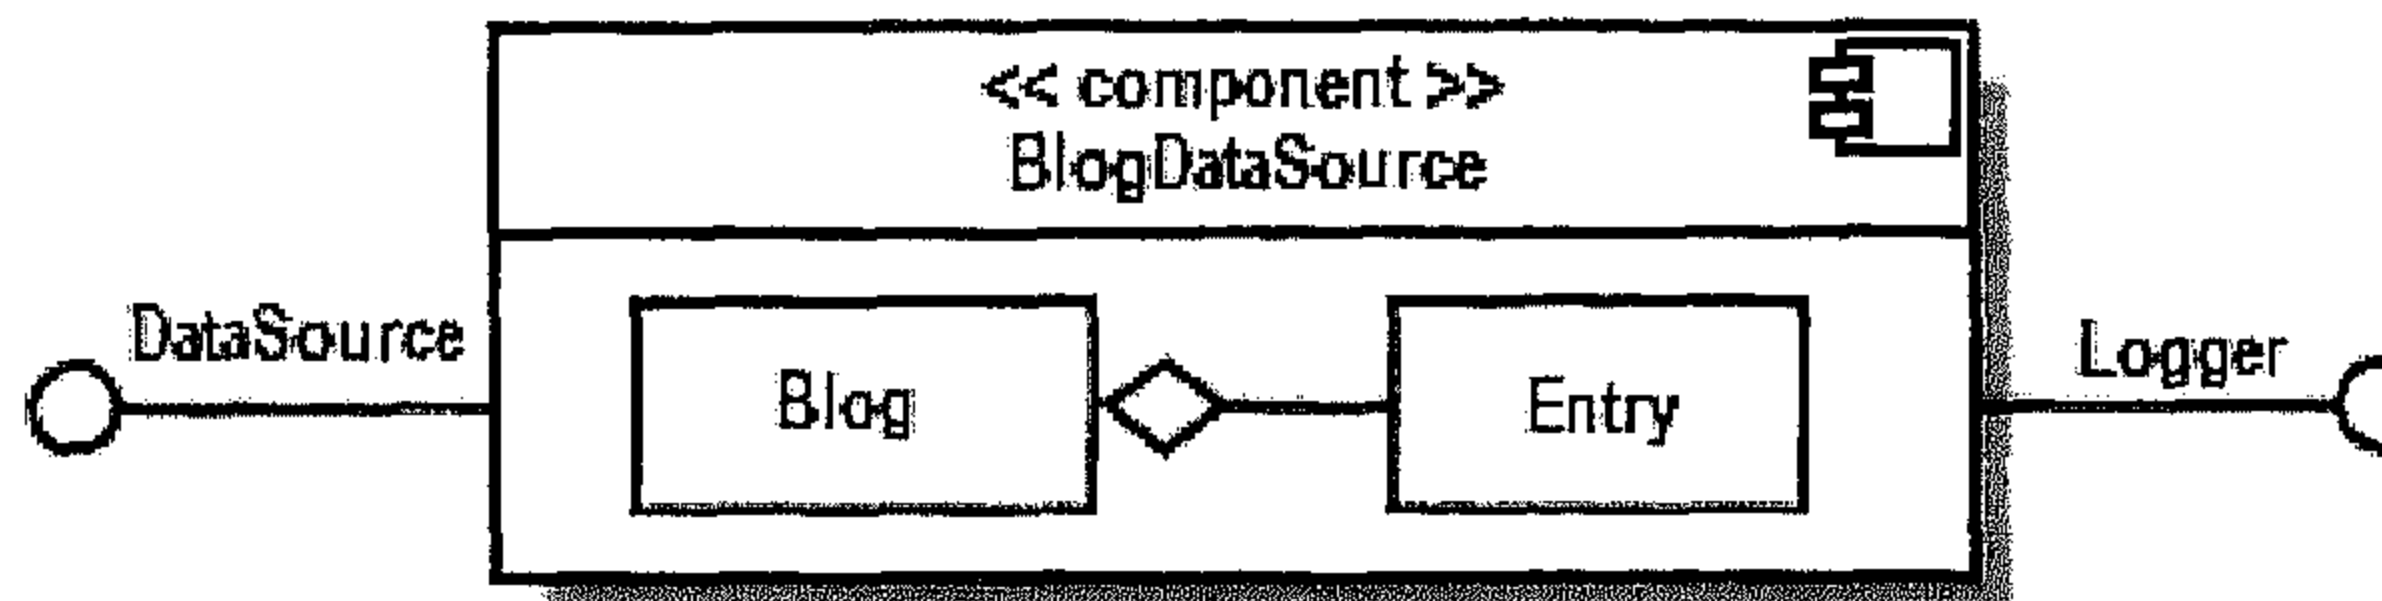 << component >>
BlogDataSource
DataSource
Blog
Entry
Logger